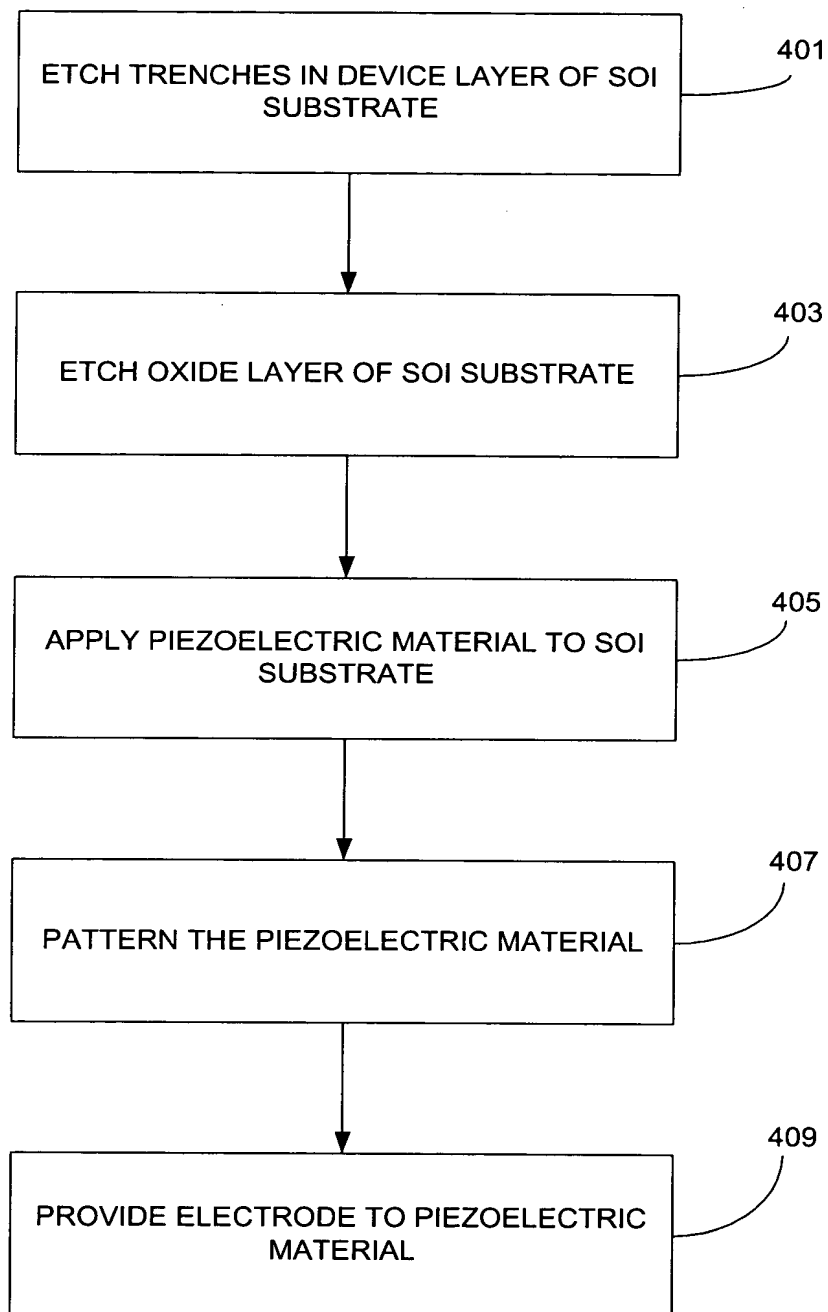 ETCH TRENCHES IN DEVICE LAYER OF SOI
SUBSTRATE
401
ETCH OXIDE LAYER OF SOI SUBSTRATE
403
APPLY PIEZOELECTRIC MATERIAL TO SOI
SUBSTRATE
405
PATTERN THE PIEZOELECTRIC MATERIAL
407
PROVIDE ELECTRODE TO PIEZOELECTRIC
MATERIAL
409